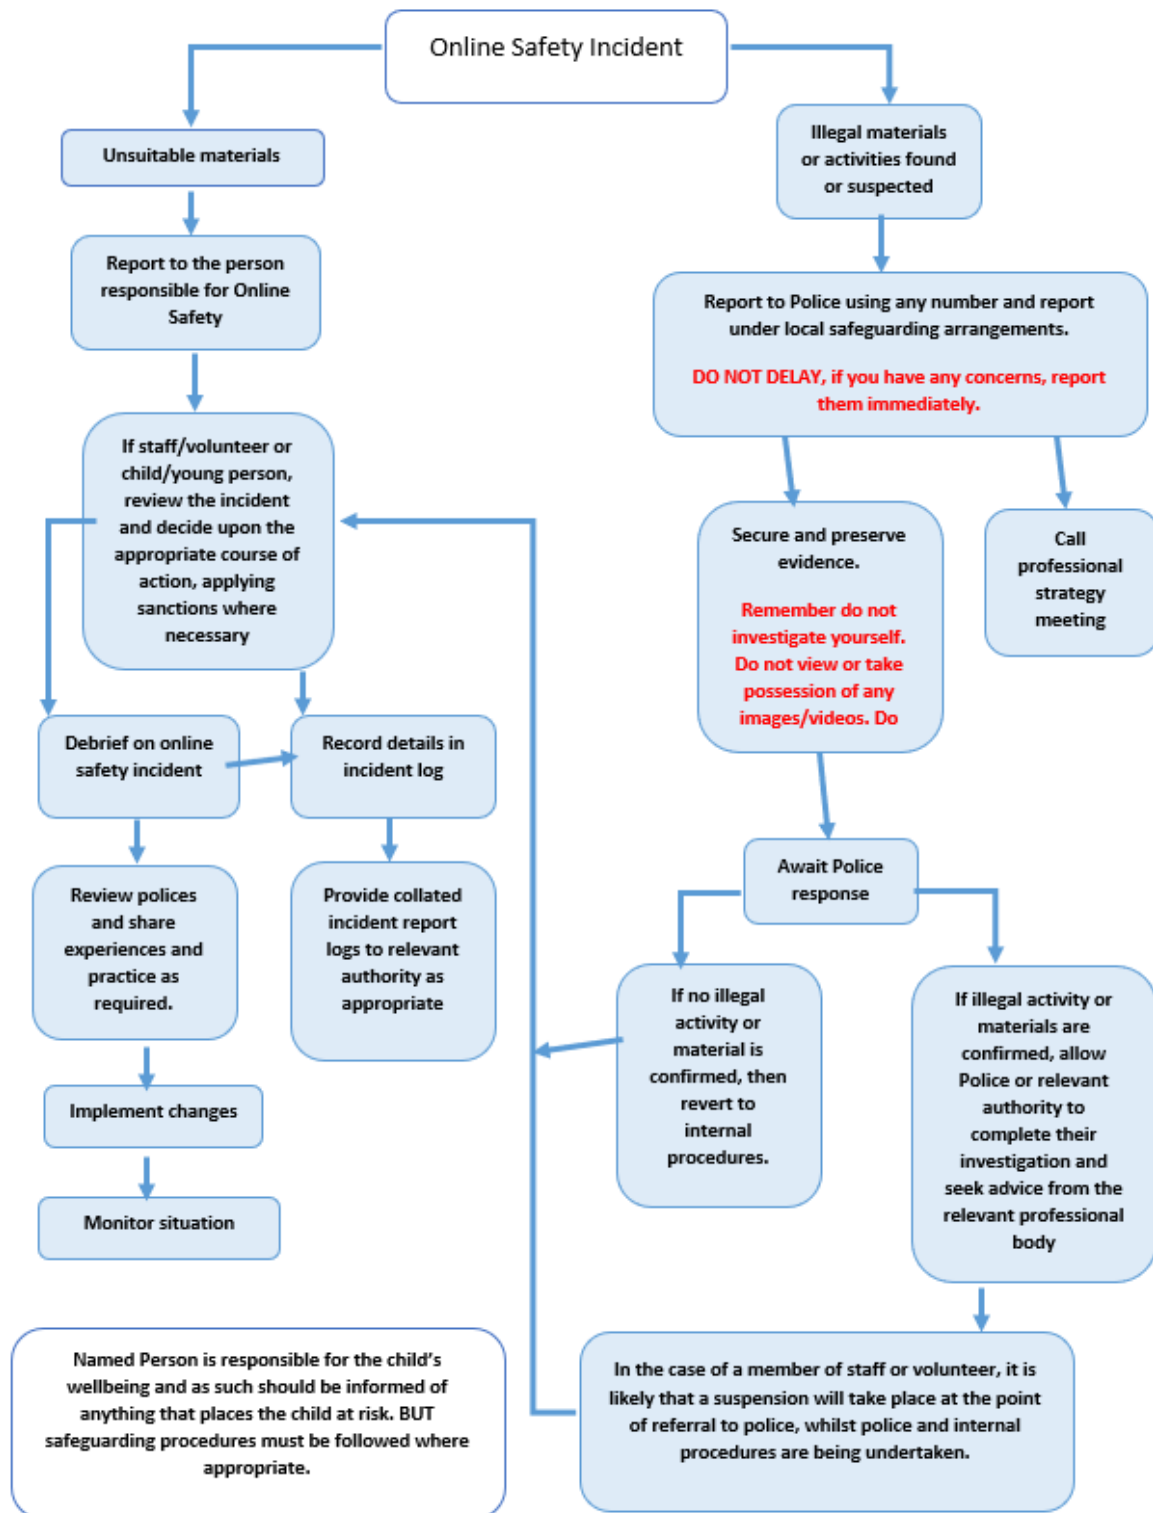 Online Safety Incident
Unsuitable materials
Report to the person
responsible for Online
Safety
If staff/volunteer or
child/young person,
review the incident
and decide upon the
appropriate course of
action, applying
sanctions where
necessary
Debrief on online
safety incident
Record details in
incident log
Review polices
and share
experiences and
practice as
required.
Provide collated
incident report
logs to relevant
authority as
appropriate
Implement changes
Monitor situation
Illegal materials
or activities found
or suspected
Report to Police using any number and report
under local safeguarding arrangements.
DO NOT DELAY, if you have any concerns, report
them immediately.
Secure and preserve
evidence.
Remember do not
investigate yourself.
Do not view or take
possession of any
images/videos. Do
Call
professional
strategy
meeting
Await Police
response
If no illegal
activity or
material is
confirmed, then
revert to
internal
procedures.
If illegal activity or
materials are
confirmed, allow
Police or relevant
authority to
complete their
investigation and
seek advice from the
relevant professional
body
In the case of a member of staff or volunteer, it is
likely that a suspension will take place at the point
of referral to police, whilst police and internal
procedures are being undertaken.
Named Person is responsible for the child’s
wellbeing and as such should be informed of
anything that places the child at risk. BUT
safeguarding procedures must be followed where
appropriate.